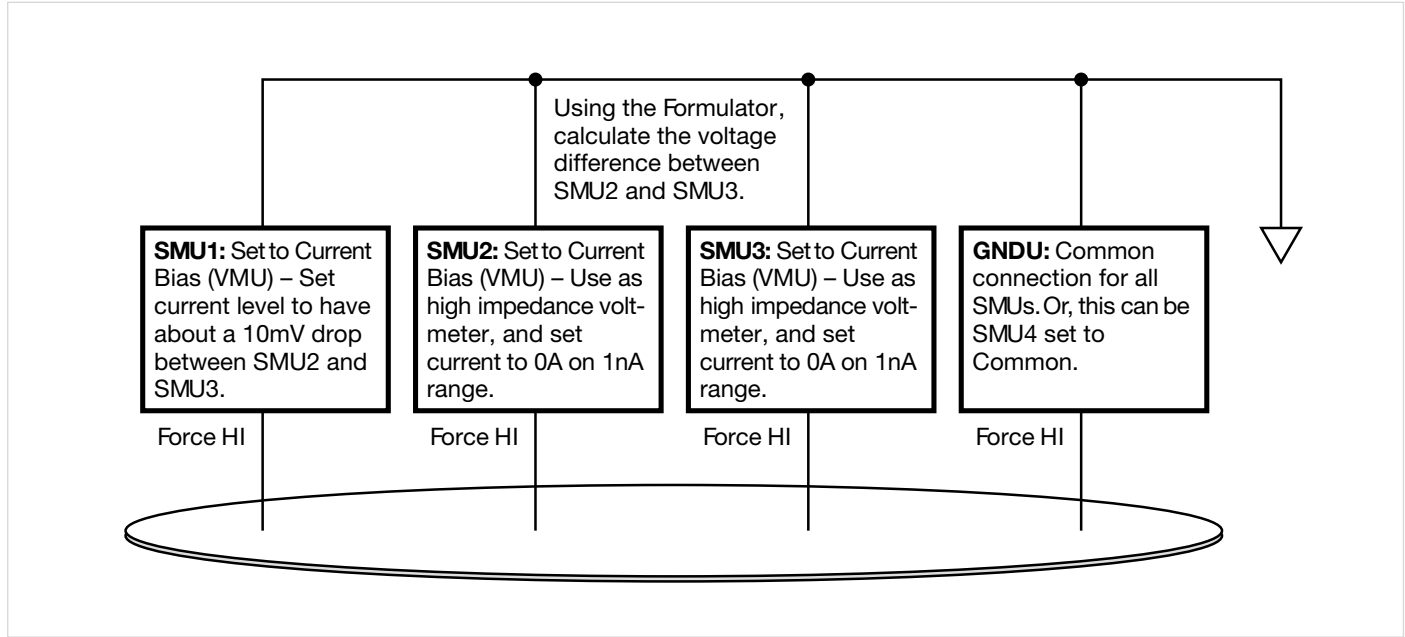 Using the Formulator,
calculate the voltage
difference between
SMU2 and SMU3.
SMU1: Set to Current
Bias (VMU) – Set
current level to have
about a 10mV drop
between SMU2 and
SMU3.
SMU2: Set to Current
Bias (VMU) – Use as
high impedance volt-
meter, and set
current to 0A on 1nA
range.
SMU3: Set to Current
Bias (VMU) – Use as
high impedance volt-
meter, and set
current to 0A on 1nA
range.
GNDU: Common
connection for all
SMUs. Or, this can be
SMU4 set to
Common.
Force HI
Force HI
Force HI
Force HI